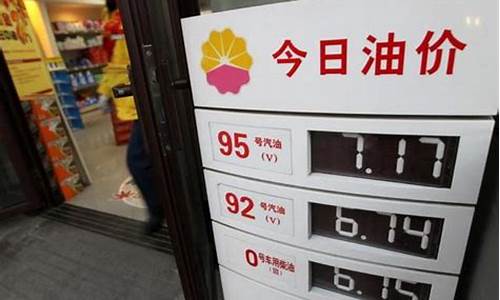 今日油价
95 号汽油 (V) 7.17
92 号汽油 (V) 6.74
0 号车用柴油 6.15